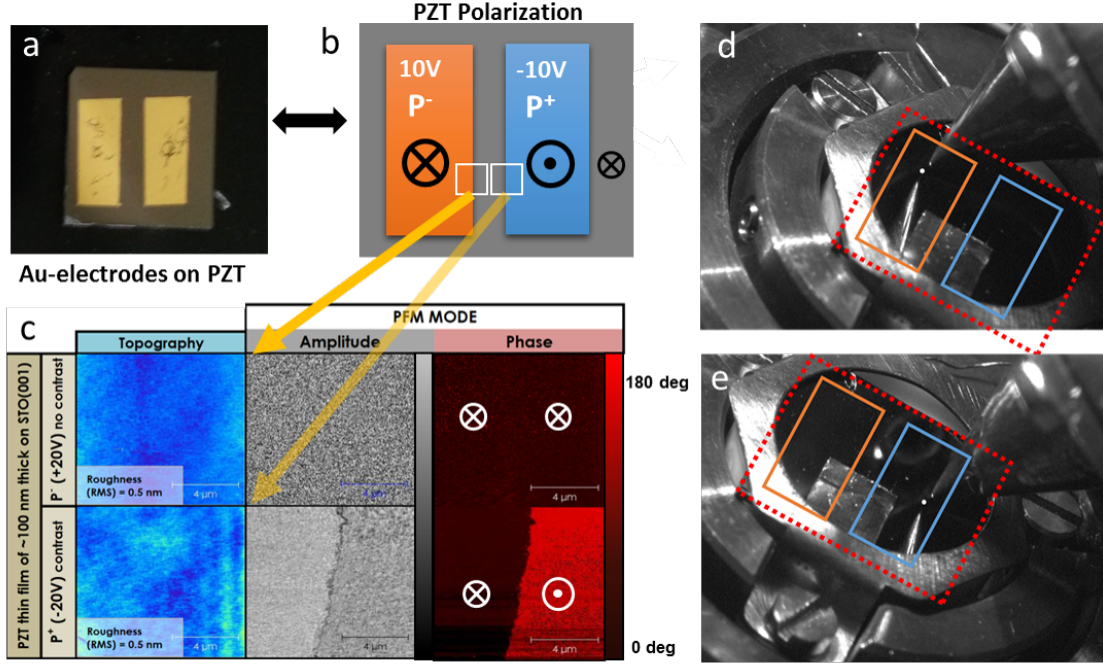 a
Au-electrodes on PZT
b
PZT Polarization
10V
P-
-10V
P+
c
PFM MODE
Topography
Amplitude
Phase
PZT thin film of ~100 nm thick on STO(001)
P- (+20V) no contrast
P+ (-20V) contrast
Roughness
(RMS) = 0.5 nm
4 µm
4 µm
4 µm
Roughness
(RMS) = 0.5 nm
4 µm
4 µm
4 µm
180 deg
0 deg
d
e